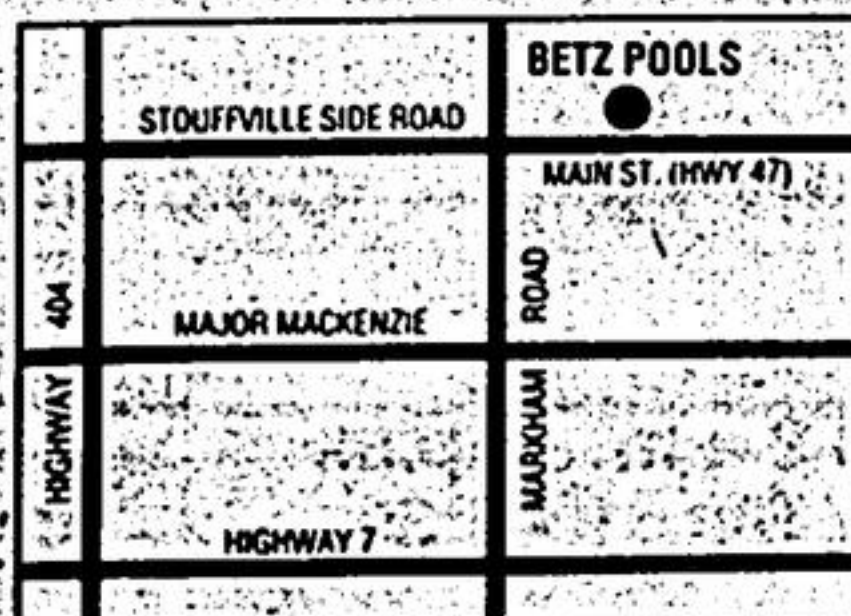 BETZ POOLS
STOUFFVILLE SIDE ROAD
MAIN ST. (HWY 47)
HIGHWAY 404
MAJOR MACKENZIE
MARKHAM ROAD
HIGHWAY 7